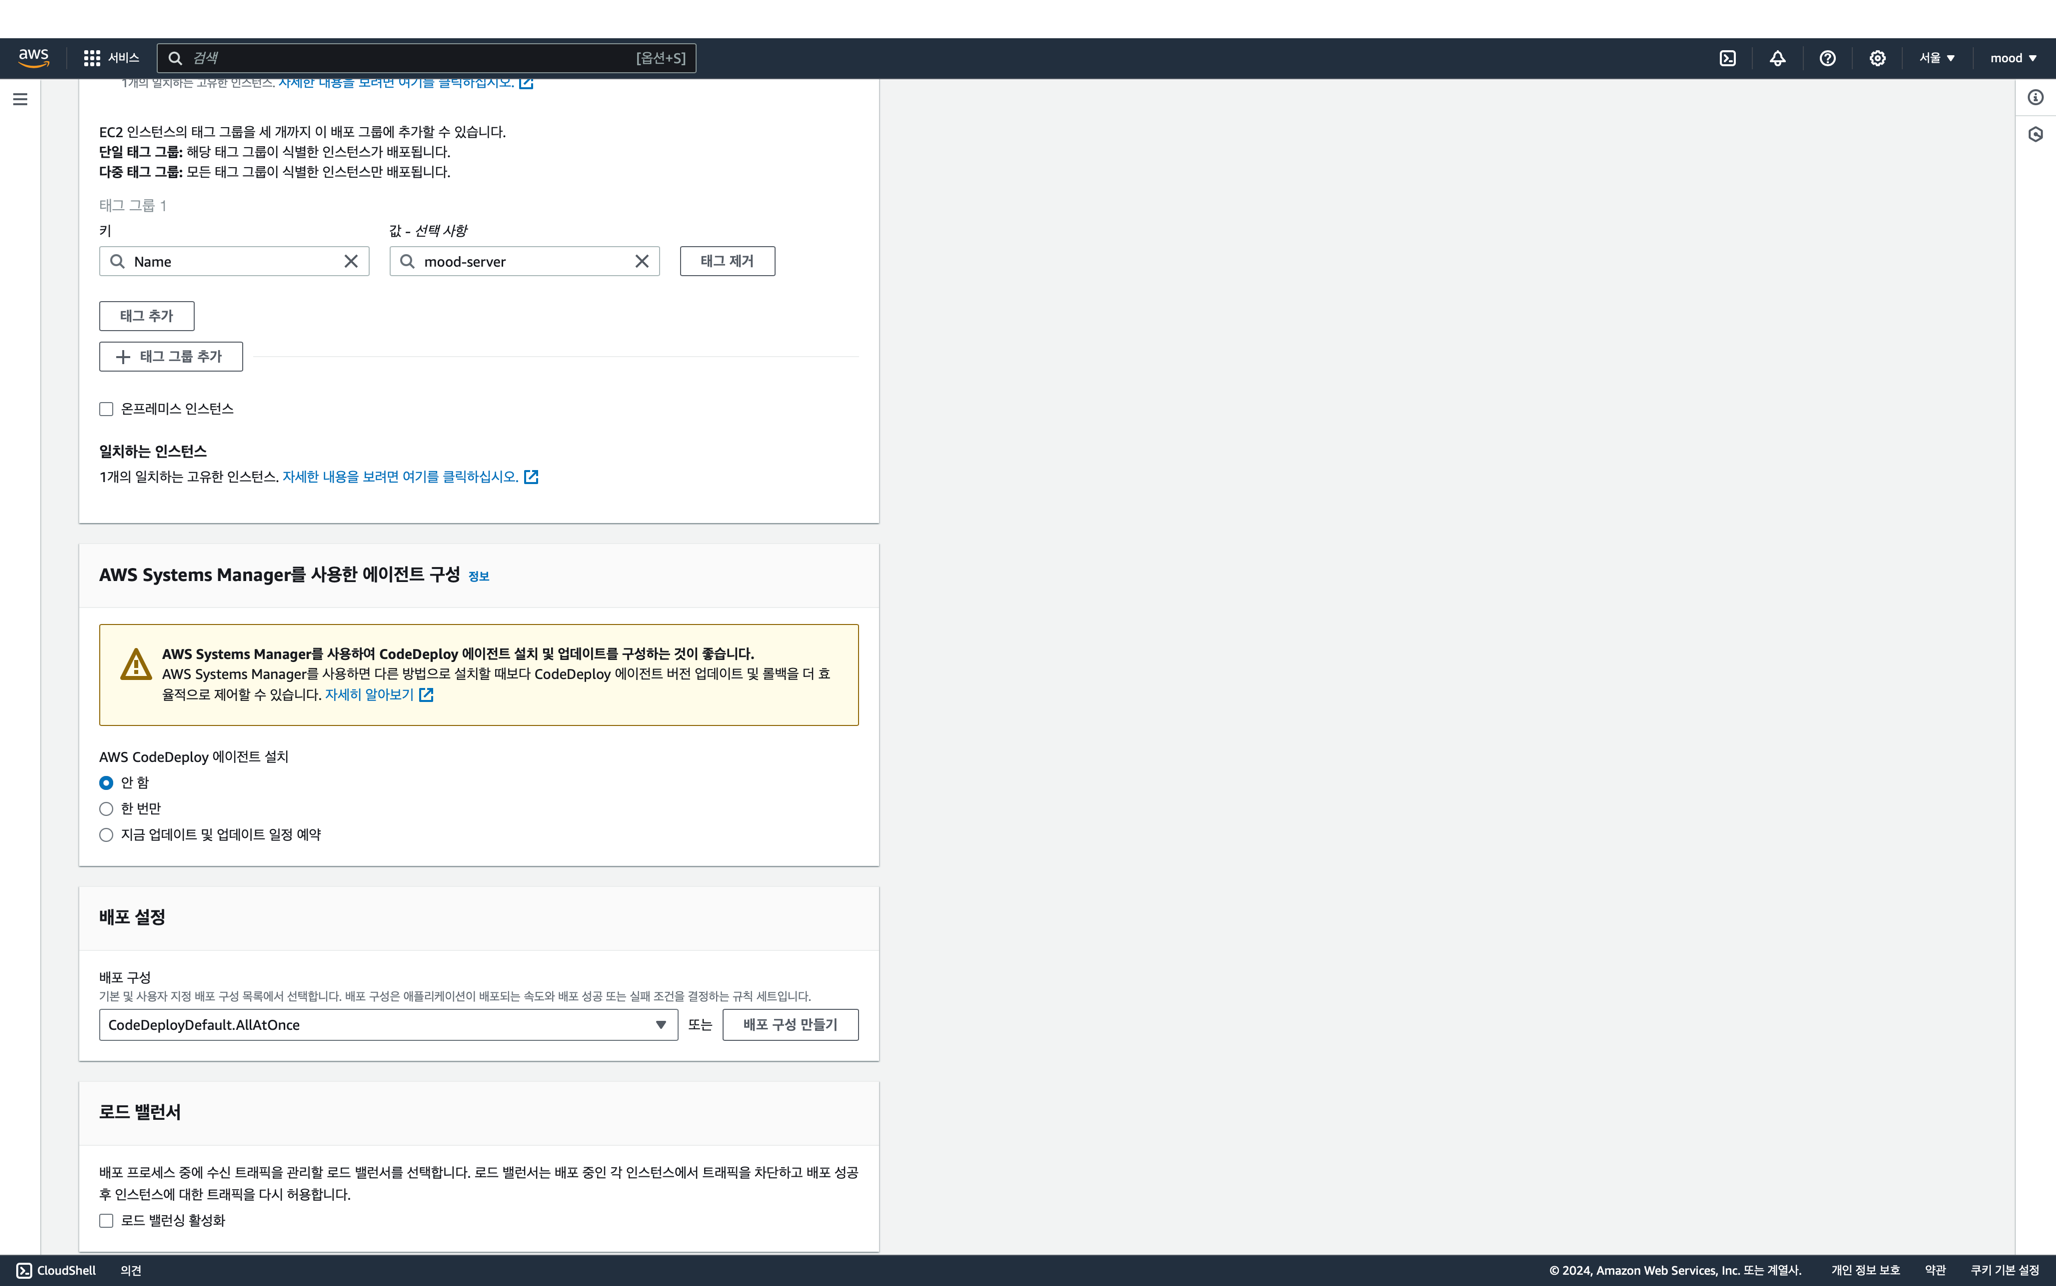 aws
서비스
검색
[옵션+S]
서울
mood
1개의 일치하는 고유한 인스턴스. 자세한 내용을 보려면 여기를 클릭하십시오.
EC2 인스턴스의 태그 그룹을 세 개까지 이 배포 그룹에 추가할 수 있습니다.
단일 태그 그룹: 해당 태그 그룹이 식별한 인스턴스가 배포됩니다.
다중 태그 그룹: 모든 태그 그룹이 식별한 인스턴스만 배포됩니다.
태그 그룹 1
키
값 - 선택 사항
Name
mood-server
태그 제거
태그 추가
태그 그룹 추가
온프레미스 인스턴스
일치하는 인스턴스
1개의 일치하는 고유한 인스턴스. 자세한 내용을 보려면 여기를 클릭하십시오.
AWS Systems Manager를 사용한 에이전트 구성 정보
AWS Systems Manager를 사용하여 CodeDeploy 에이전트 설치 및 업데이트를 구성하는 것이 좋습니다.
AWS Systems Manager를 사용하면 다른 방법으로 설치할 때보다 CodeDeploy 에이전트 버전 업데이트 및 롤백을 더 효
율적으로 제어할 수 있습니다. 자세히 알아보기
AWS CodeDeploy 에이전트 설치
안 함
한 번만
지금 업데이트 및 업데이트 일정 예약
배포 설정
배포 구성
기본 및 사용자 지정 배포 구성 목록에서 선택합니다. 배포 구성은 애플리케이션이 배포되는 속도와 배포 성공 또는 실패 조건을 결정하는 규칙 세트입니다.
CodeDeployDefault.AllAtOnce
또는
배포 구성 만들기
로드 밸런서
배포 프로세스 중에 수신 트래픽을 관리할 로드 밸런서를 선택합니다. 로드 밸런서는 배포 중인 각 인스턴스에서 트래픽을 차단하고 배포 성공
후 인스턴스에 대한 트래픽을 다시 허용합니다.
로드 밸런싱 활성화
CloudShell
의견
© 2024, Amazon Web Services, Inc. 또는 계열사.
개인 정보 보호
약관
쿠키 기본 설정